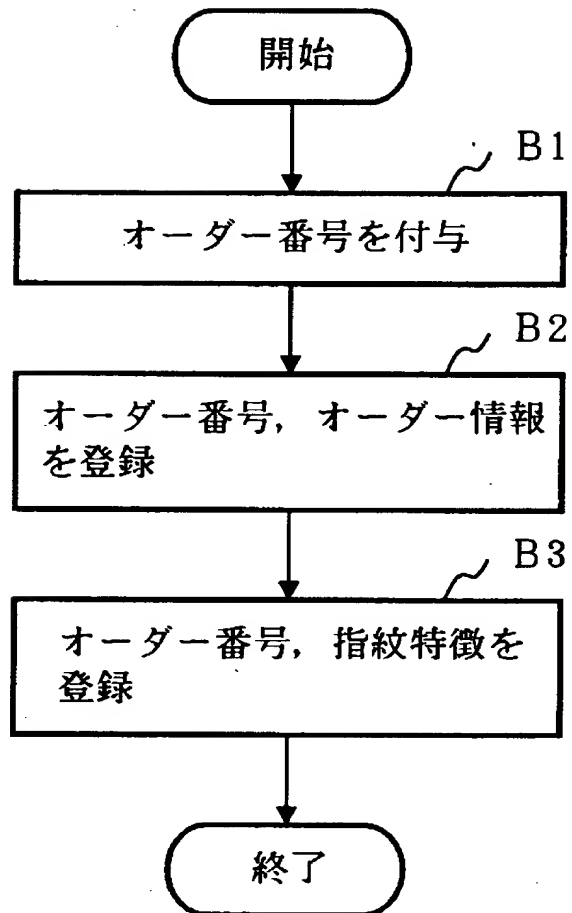 開始
B1
オーダー番号を付与
B2
オーダー番号，オーダー情報
を登録
B3
オーダー番号，指紋特徴を
登録
終了